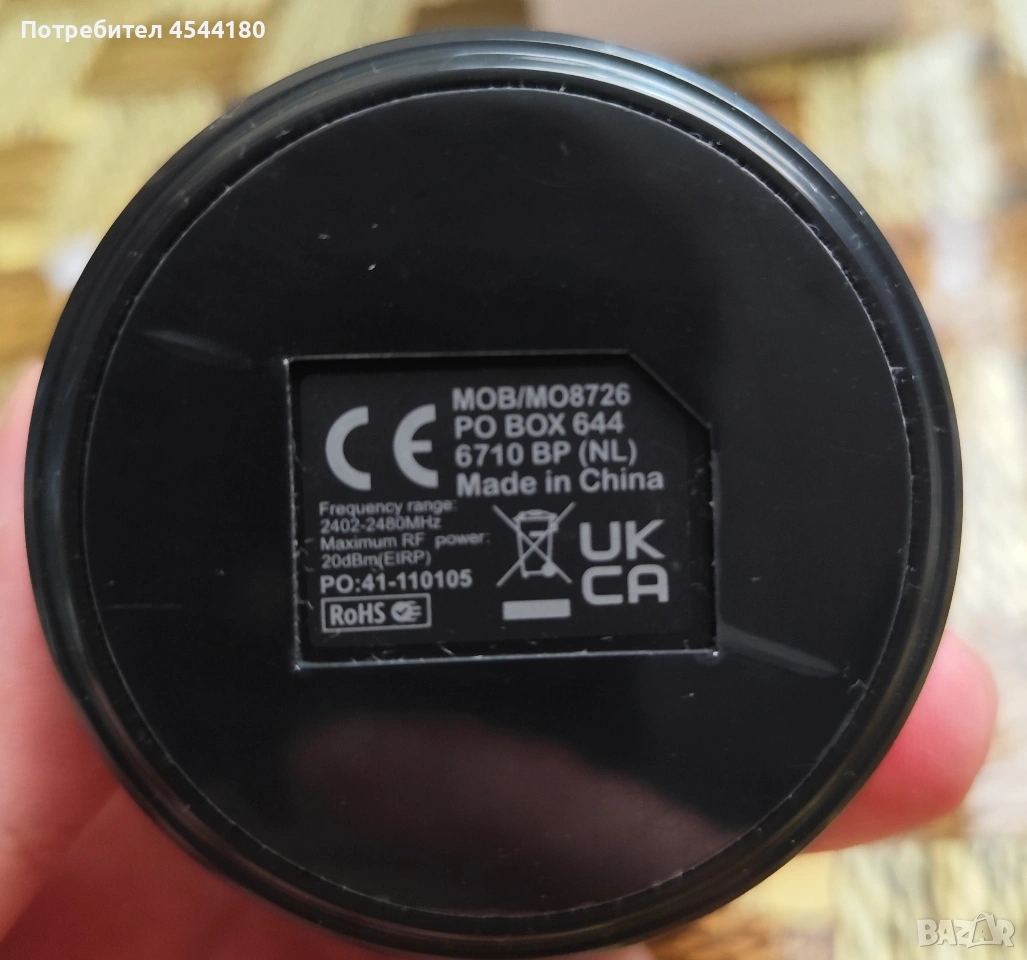 Потребител 4544180
MOB/MO8726
PO BOX 644
6710 BP (NL)
Made in China
CE
Frequency range:
2402-2480MHz
Maximum RF power:
20dBm(EIRP)
PO:41-110105
RoHS
UK
CA
BAZAR